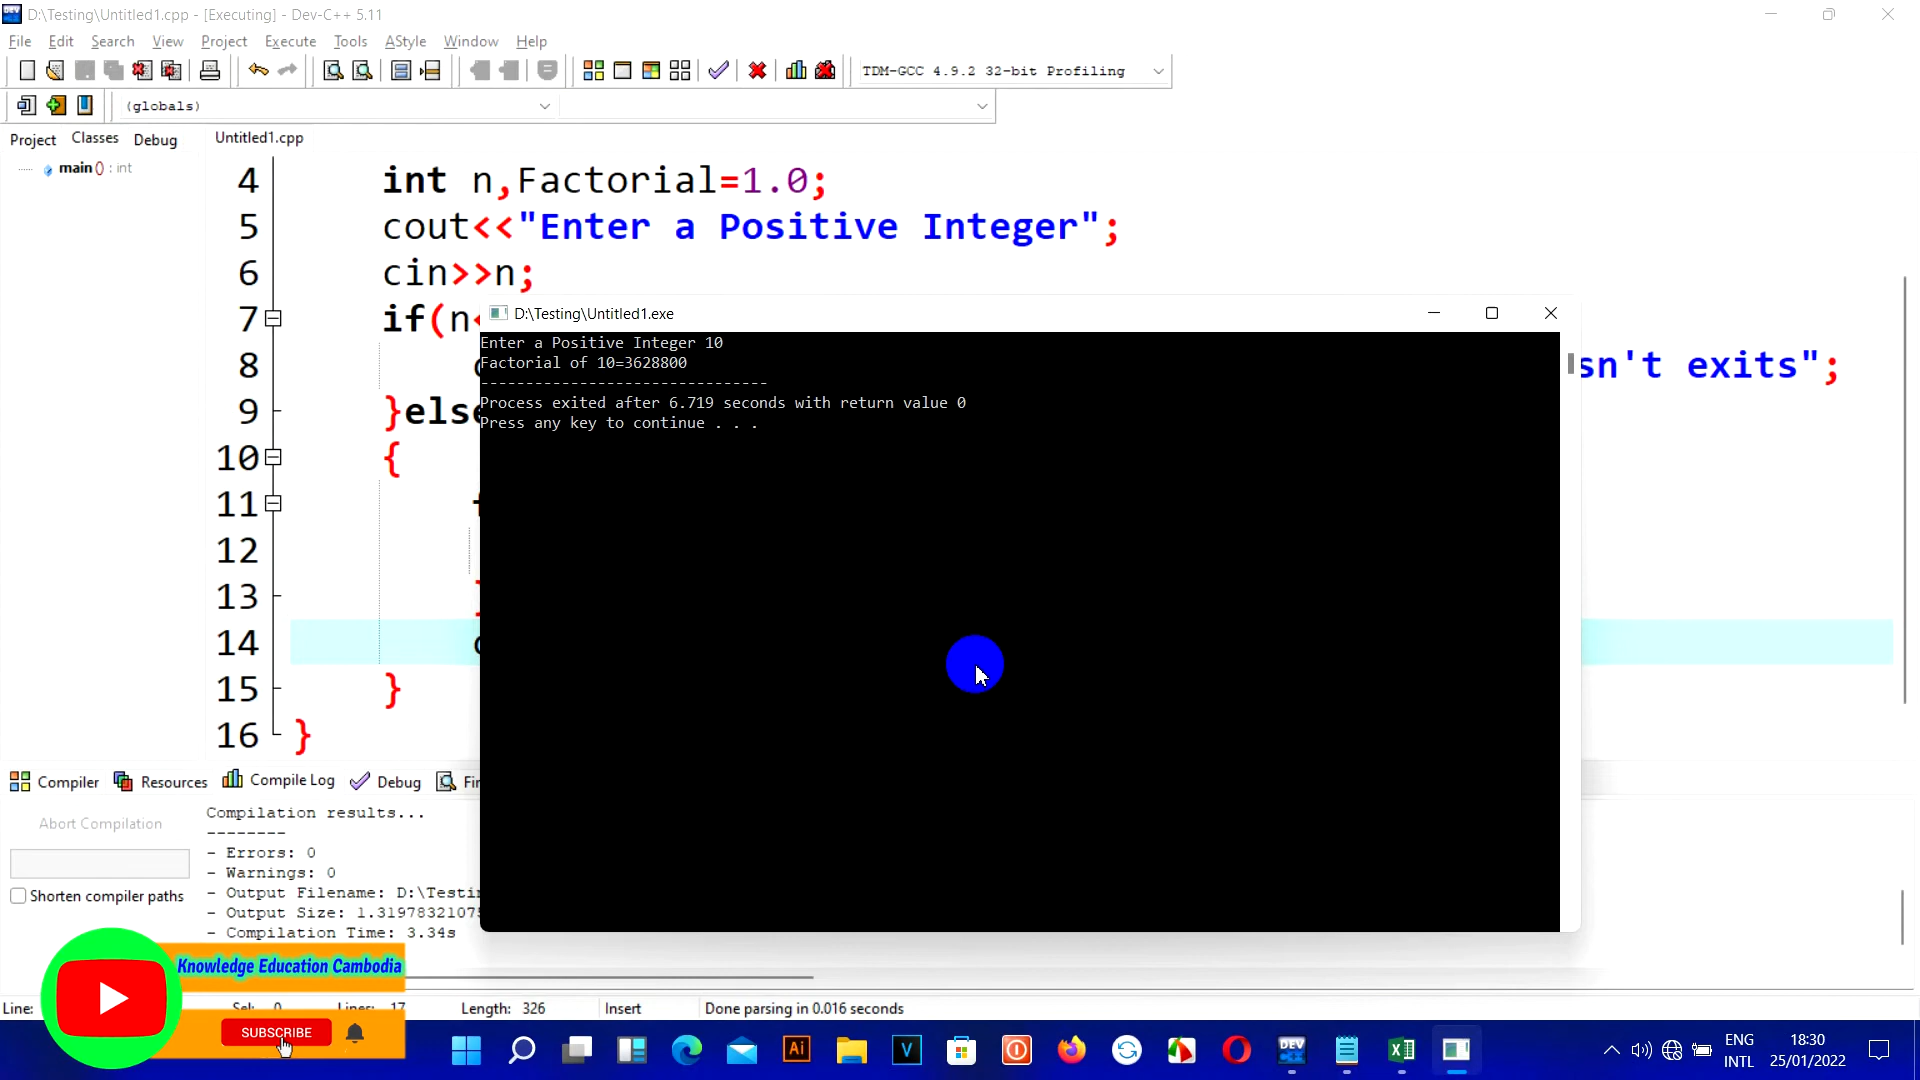 D:\Testing\Untitled1.cpp - [Executing] - Dev-C++ 5.11
File Edit Search View Project Execute Tools AStyle Window Help
TDM-GCC 4.9.2 32-bit Profiling
(globals)
Project Classes Debug
Untitled1.cpp
main () : int
4 int n,Factorial=1.0;
5 cout<<"Enter a Positive Integer";
6 cin>>n;
7 if(n
8 sn't exits";
9 }else
10 {
11
12
13
14
15 }
16 }
D:\Testing\Untitled1.exe
Enter a Positive Integer 10
Factorial of 10=3628800
--------------------------------
Process exited after 6.719 seconds with return value 0
Press any key to continue . . .
Compiler Resources Compile Log Debug
Abort Compilation
Shorten compiler paths
Compilation results...
--------
- Errors: 0
- Warnings: 0
- Output Filename: D:\Testin
- Output Size: 1.3197832107
- Compilation Time: 3.34s
Knowledge Education Cambodia
SUBSCRIBE
Line: Sel: 0 Lines: 17 Length: 326 Insert Done parsing in 0.016 seconds
DEV
Ai
V
DEV
ENG
INTL
18:30
25/01/2022